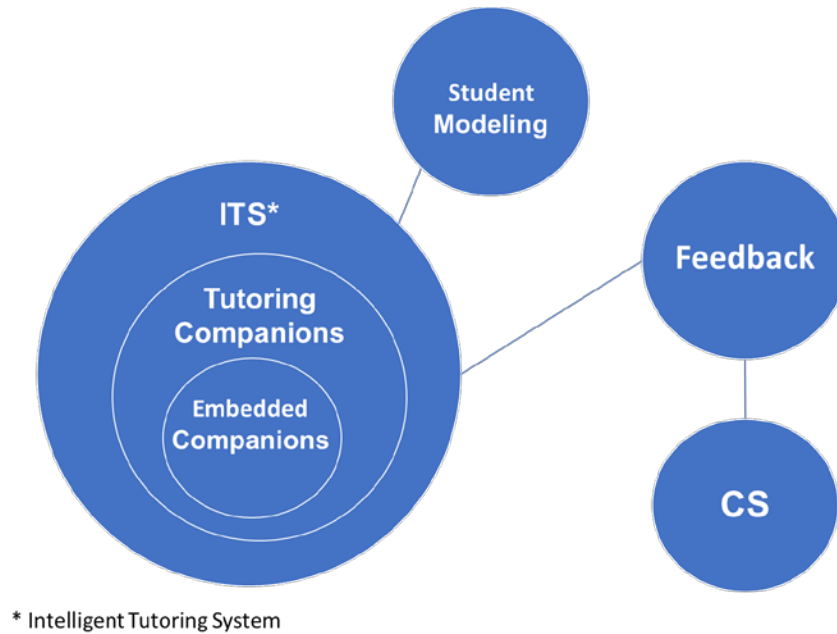 Student
Modeling
ITS*
Feedback
Tutoring
Companions
Embedded
Companions
CS
* Intelligent Tutoring System